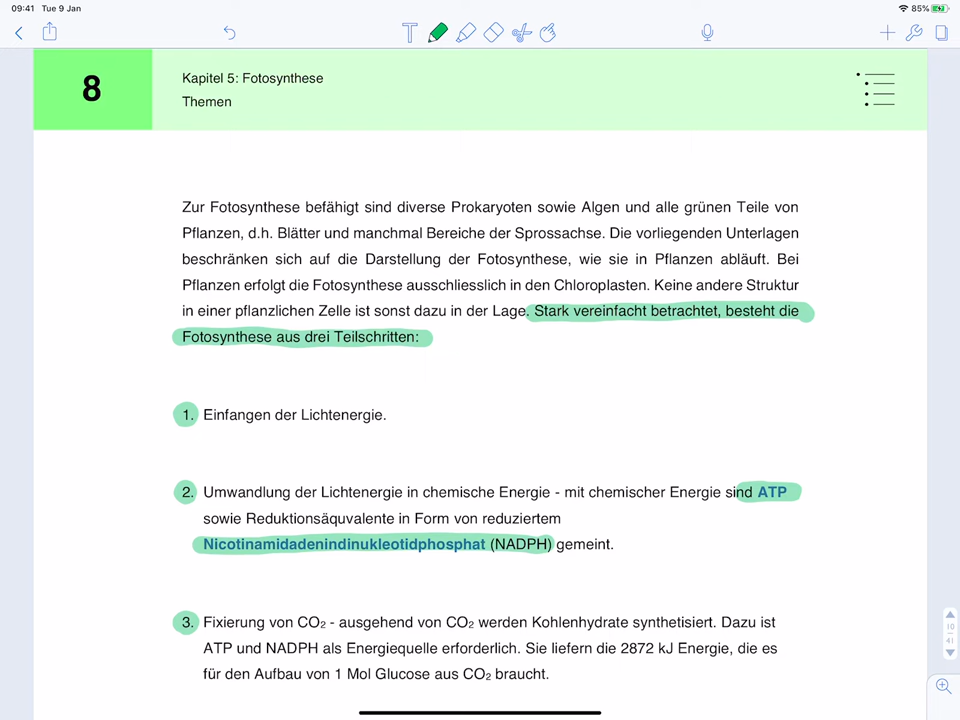 09:41 Tue 9 Jan
85%
T
8
Kapitel 5: Fotosynthese
Themen
Zur Fotosynthese befähigt sind diverse Prokaryoten sowie Algen und alle grünen Teile von
Pflanzen, d.h. Blätter und manchmal Bereiche der Sprossachse. Die vorliegenden Unterlagen
beschränken sich auf die Darstellung der Fotosynthese, wie sie in Pflanzen abläuft. Bei
Pflanzen erfolgt die Fotosynthese ausschliesslich in den Chloroplasten. Keine andere Struktur
in einer pflanzlichen Zelle ist sonst dazu in der Lage. Stark vereinfacht betrachtet, besteht die
Fotosynthese aus drei Teilschritten:
1. Einfangen der Lichtenergie.
2. Umwandlung der Lichtenergie in chemische Energie - mit chemischer Energie sind ATP
sowie Reduktionsäquvalente in Form von reduziertem
Nicotinamidadenindinukleotidphosphat (NADPH) gemeint.
3. Fixierung von CO₂ - ausgehend von CO₂ werden Kohlenhydrate synthetisiert. Dazu ist
ATP und NADPH als Energiequelle erforderlich. Sie liefern die 2872 kJ Energie, die es
für den Aufbau von 1 Mol Glucose aus CO₂ braucht.
10
41